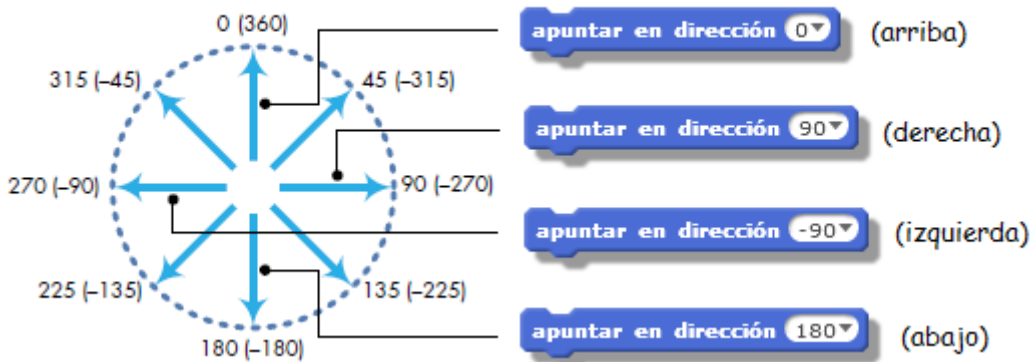 0 (360)
apuntar en dirección 0 (arriba)
315 (–45)
45 (–315)
apuntar en dirección 90 (derecha)
270 (–90)
90 (–270)
apuntar en dirección -90 (izquierda)
225 (–135)
135 (–225)
180 (–180)
apuntar en dirección 180 (abajo)